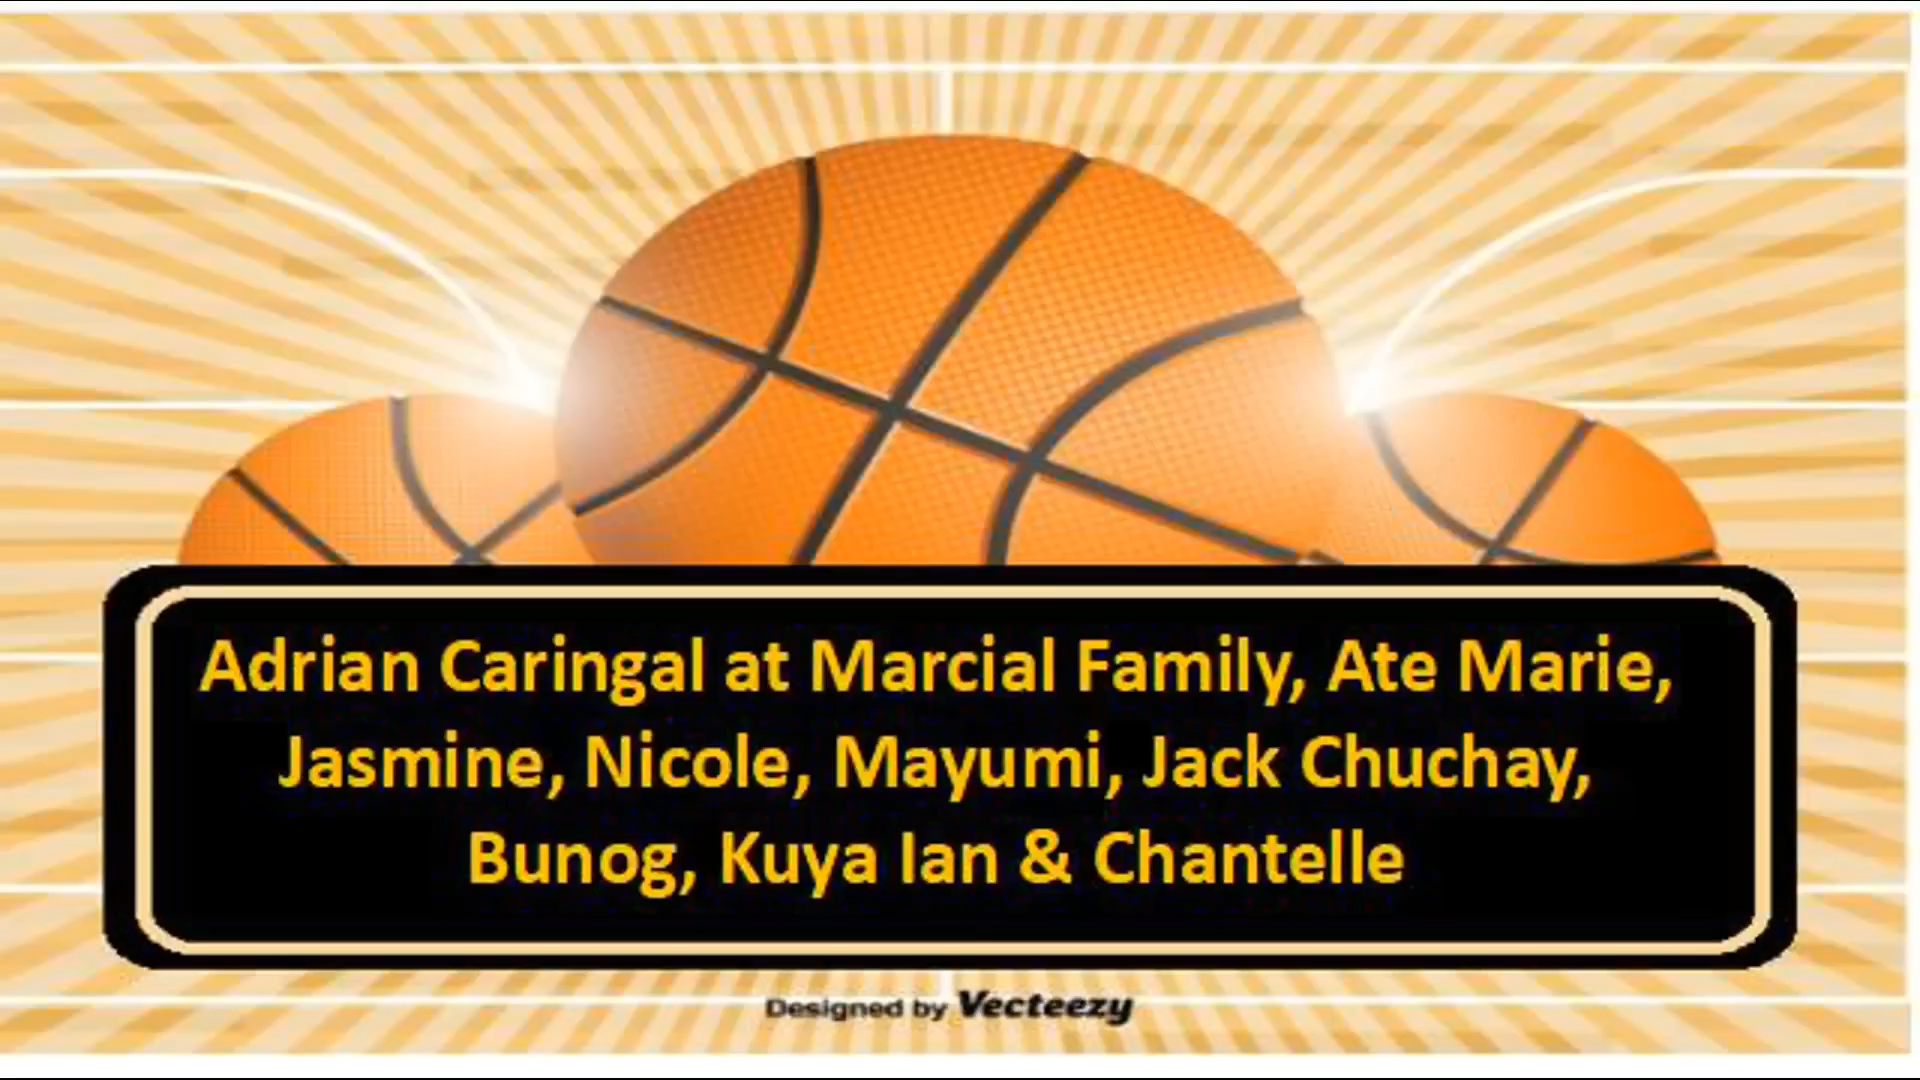 Adrian Caringal at Marcial Family, Ate Marie,
Jasmine, Nicole, Mayumi, Jack Chuchay,
Bunog, Kuya Ian & Chantelle
Designed by Vecteezy